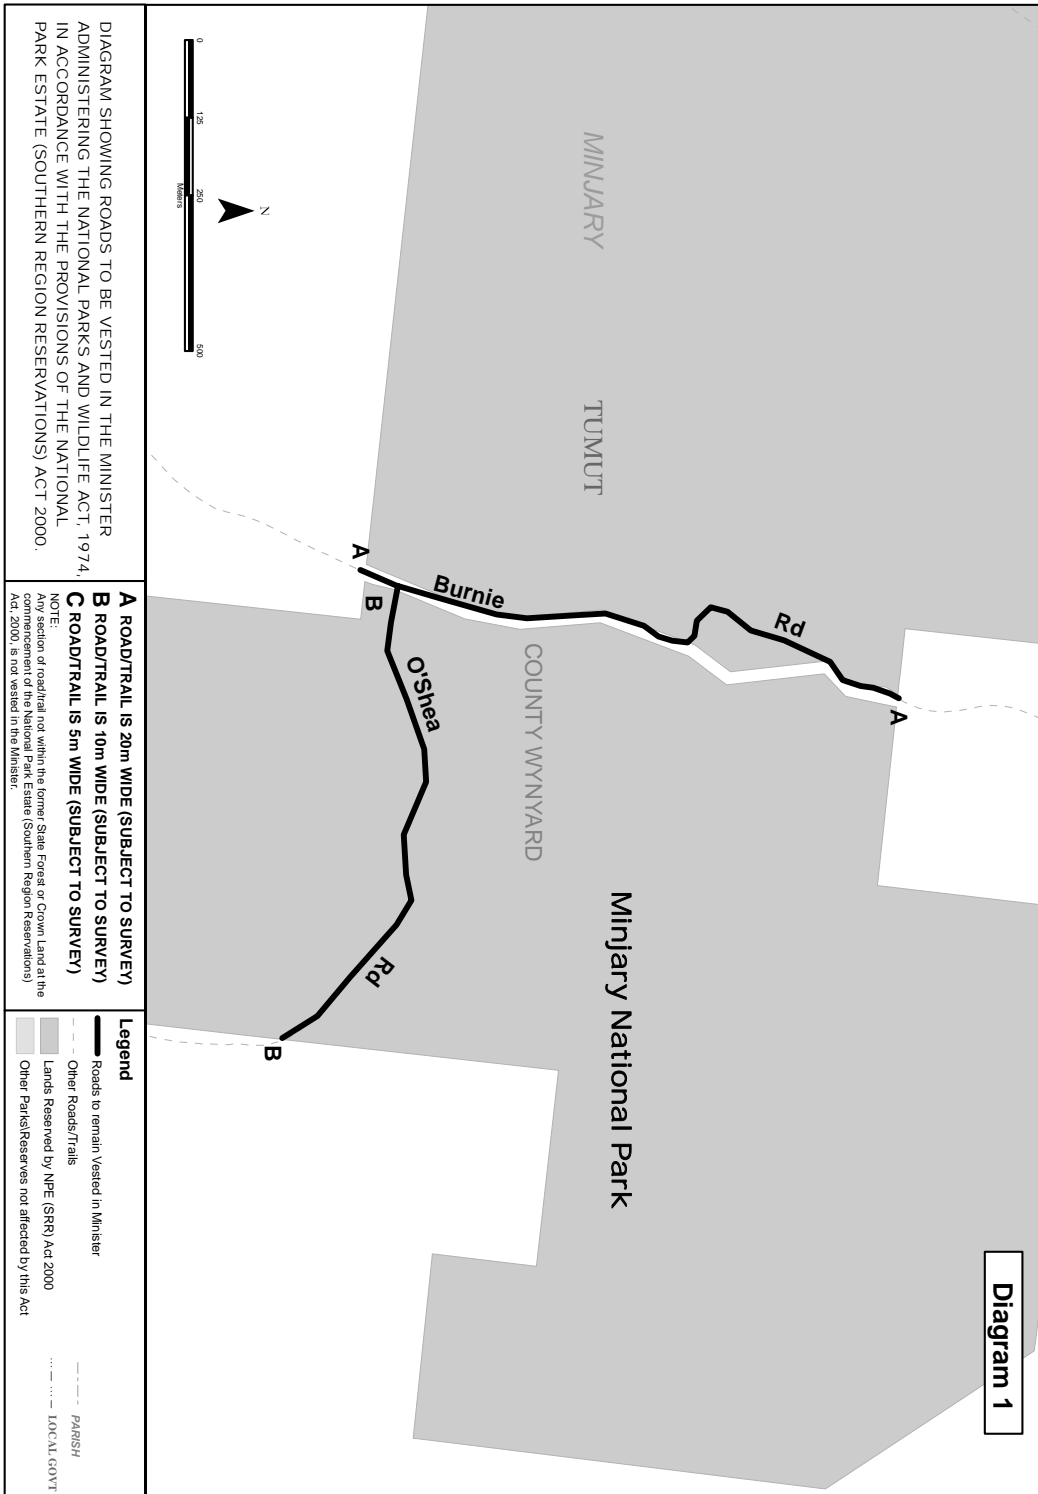 Diagram 1
MINJARY
TUMUT
Burnie
Rd
A
A
B
O'Shea
Rd
B
COUNTY WYNYARD
Minjary National Park
N
0
125
250
500
Meters
DIAGRAM SHOWING ROADS TO BE VESTED IN THE MINISTER
ADMINISTERING THE NATIONAL PARKS AND WILDLIFE ACT, 1974,
IN ACCORDANCE WITH THE PROVISIONS OF THE NATIONAL
PARK ESTATE (SOUTHERN REGION RESERVATIONS) ACT 2000.
A ROAD/TRAIL IS 20m WIDE (SUBJECT TO SURVEY)
B ROAD/TRAIL IS 10m WIDE (SUBJECT TO SURVEY)
C ROAD/TRAIL IS 5m WIDE (SUBJECT TO SURVEY)
NOTE:
Any section of road/trail not within the former State Forest or Crown Land at the
commencement of the National Park Estate (Southern Region Reservations)
Act, 2000, is not vested in the Minister.
Legend
Roads to remain Vested in Minister
Other Roads/Trails
Lands Reserved by NPE (SRR) Act 2000
Other Parks\Reserves not affected by this Act
PARISH
LOCAL GOVT